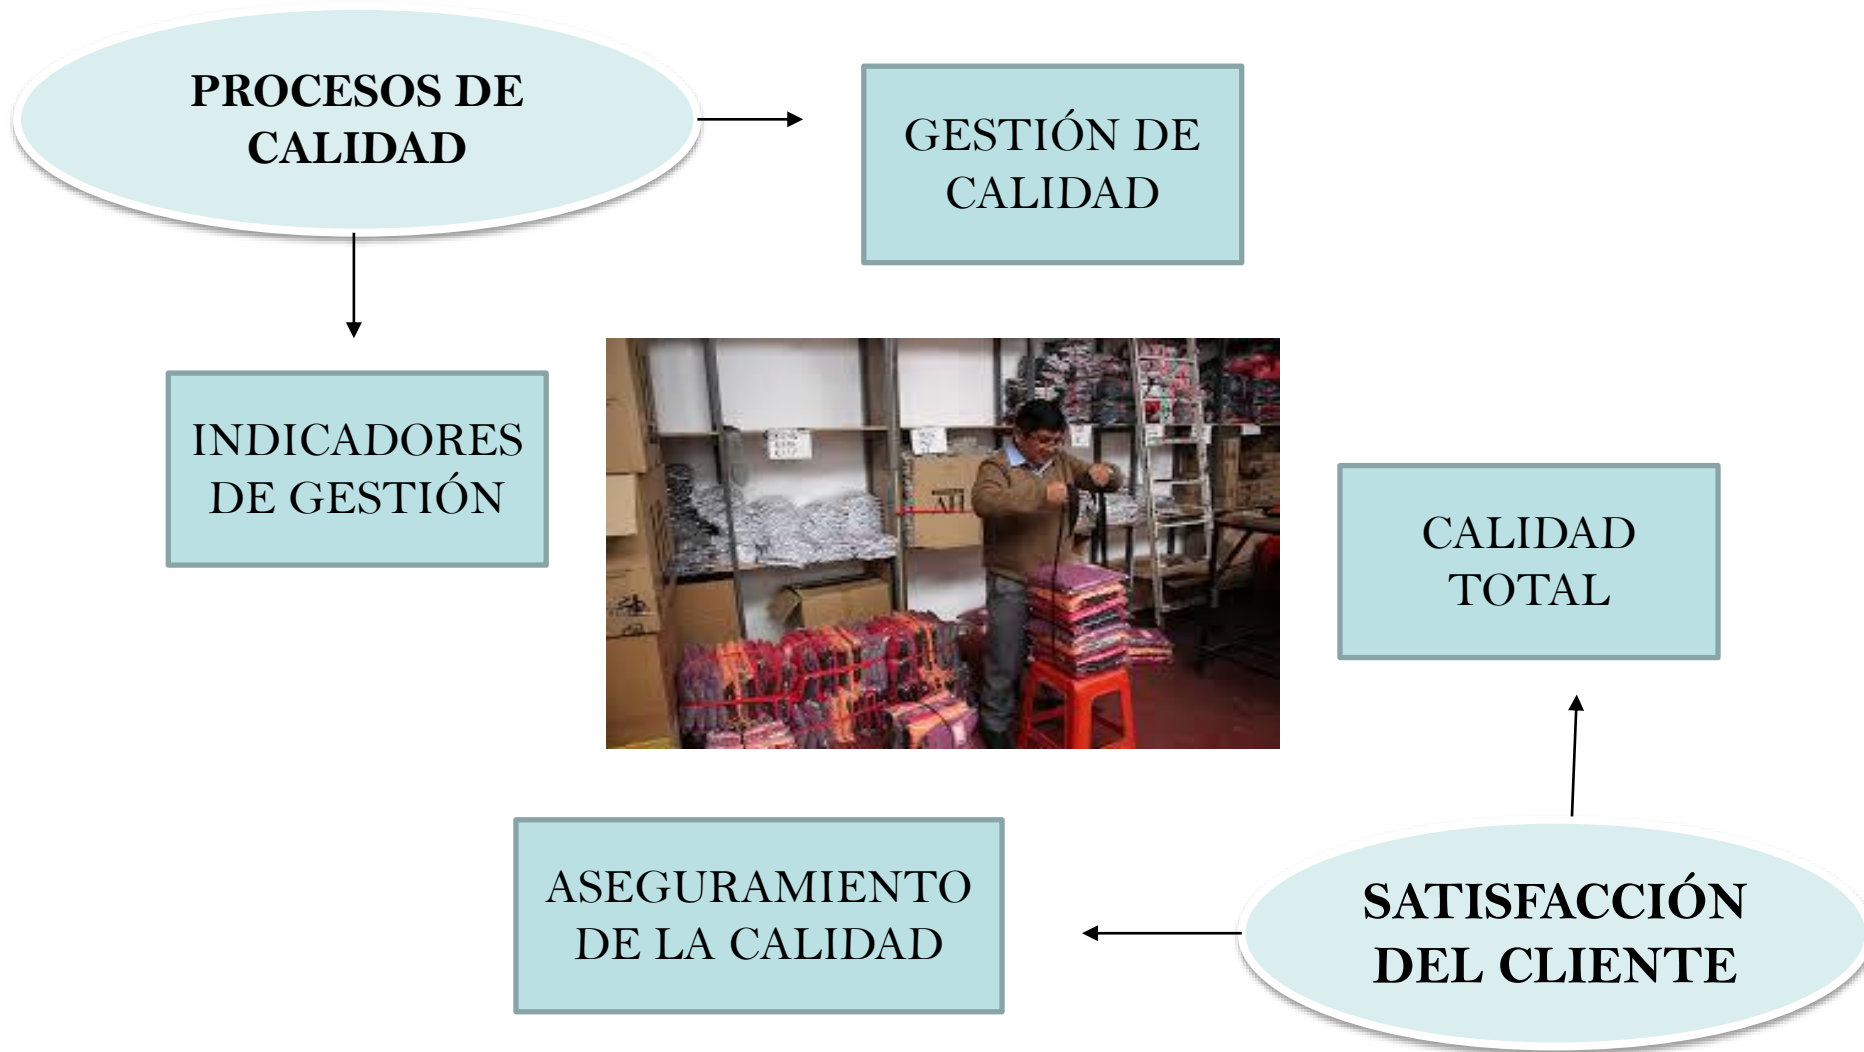 PROCESOS DE
CALIDAD
GESTIÓN DE
CALIDAD
INDICADORES
DE GESTIÓN
CALIDAD
TOTAL
ASEGURAMIENTO
DE LA CALIDAD
SATISFACCIÓN
DEL CLIENTE